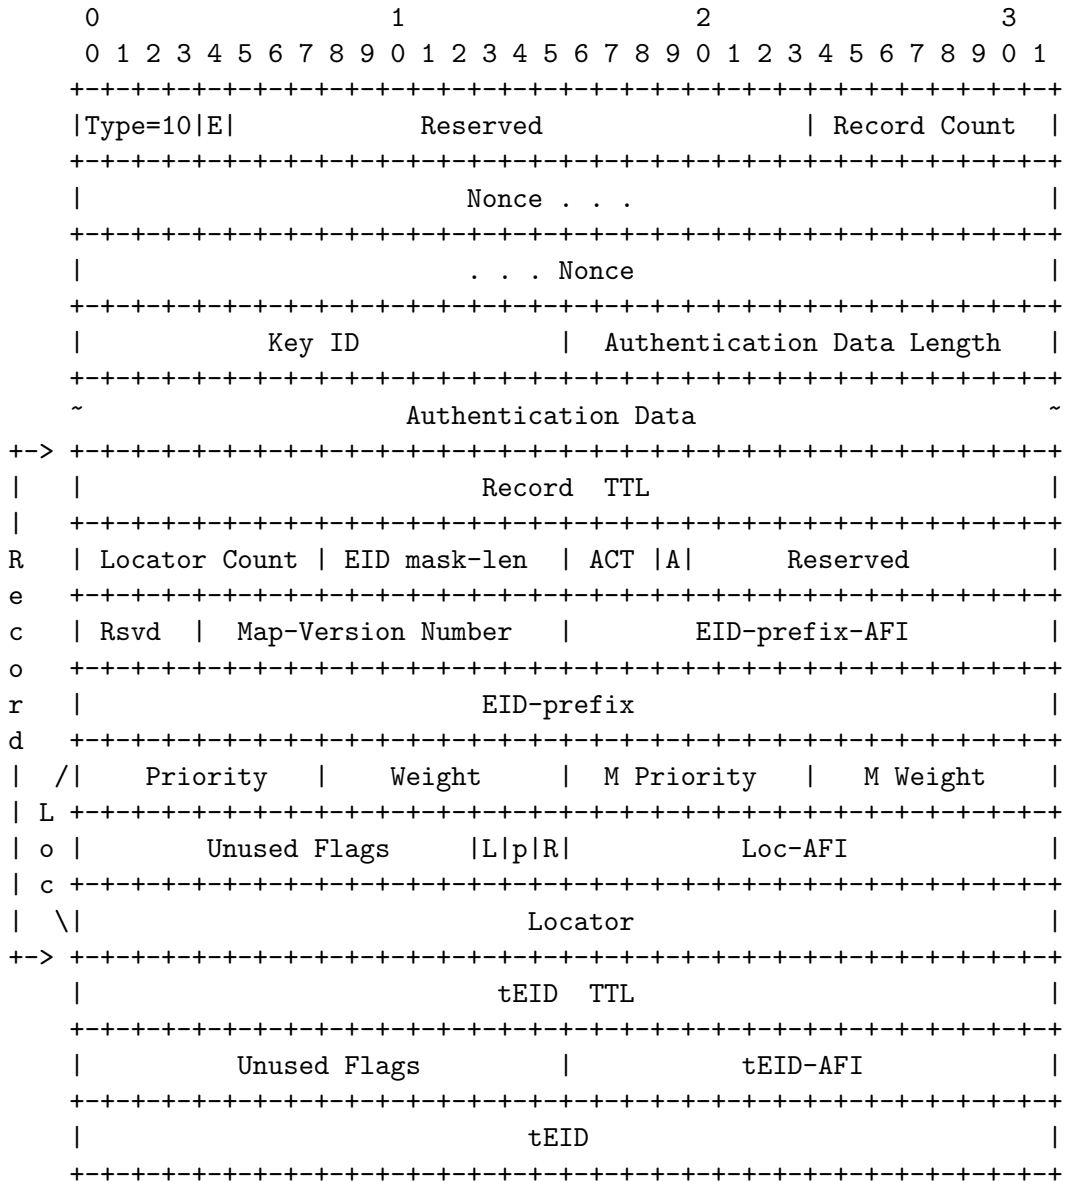 0                   1                   2                   3
     0 1 2 3 4 5 6 7 8 9 0 1 2 3 4 5 6 7 8 9 0 1 2 3 4 5 6 7 8 9 0 1
    +-+-+-+-+-+-+-+-+-+-+-+-+-+-+-+-+-+-+-+-+-+-+-+-+-+-+-+-+-+-+-+-+
    |Type=10|E|            Reserved                 | Record Count  |
    +-+-+-+-+-+-+-+-+-+-+-+-+-+-+-+-+-+-+-+-+-+-+-+-+-+-+-+-+-+-+-+-+
    |                         Nonce . . .                           |
    +-+-+-+-+-+-+-+-+-+-+-+-+-+-+-+-+-+-+-+-+-+-+-+-+-+-+-+-+-+-+-+-+
    |                         . . . Nonce                           |
    +-+-+-+-+-+-+-+-+-+-+-+-+-+-+-+-+-+-+-+-+-+-+-+-+-+-+-+-+-+-+-+-+
    |            Key ID             |  Authentication Data Length   |
    +-+-+-+-+-+-+-+-+-+-+-+-+-+-+-+-+-+-+-+-+-+-+-+-+-+-+-+-+-+-+-+-+
    ~                     Authentication Data                       ~
+-> +-+-+-+-+-+-+-+-+-+-+-+-+-+-+-+-+-+-+-+-+-+-+-+-+-+-+-+-+-+-+-+-+
|   |                          Record  TTL                          |
|   +-+-+-+-+-+-+-+-+-+-+-+-+-+-+-+-+-+-+-+-+-+-+-+-+-+-+-+-+-+-+-+-+
R   | Locator Count | EID mask-len  | ACT |A|      Reserved         |
e   +-+-+-+-+-+-+-+-+-+-+-+-+-+-+-+-+-+-+-+-+-+-+-+-+-+-+-+-+-+-+-+-+
c   | Rsvd  |  Map-Version Number   |        EID-prefix-AFI         |
o   +-+-+-+-+-+-+-+-+-+-+-+-+-+-+-+-+-+-+-+-+-+-+-+-+-+-+-+-+-+-+-+-+
r   |                          EID-prefix                           |
d   +-+-+-+-+-+-+-+-+-+-+-+-+-+-+-+-+-+-+-+-+-+-+-+-+-+-+-+-+-+-+-+-+
|  /|    Priority   |    Weight     |  M Priority   |   M Weight    |
| L +-+-+-+-+-+-+-+-+-+-+-+-+-+-+-+-+-+-+-+-+-+-+-+-+-+-+-+-+-+-+-+-+
| o |        Unused Flags     |L|p|R|           Loc-AFI             |
| c +-+-+-+-+-+-+-+-+-+-+-+-+-+-+-+-+-+-+-+-+-+-+-+-+-+-+-+-+-+-+-+-+
|  \|                             Locator                           |
+-> +-+-+-+-+-+-+-+-+-+-+-+-+-+-+-+-+-+-+-+-+-+-+-+-+-+-+-+-+-+-+-+-+
    |                           tEID  TTL                           |
    +-+-+-+-+-+-+-+-+-+-+-+-+-+-+-+-+-+-+-+-+-+-+-+-+-+-+-+-+-+-+-+-+
    |          Unused Flags         |           tEID-AFI            |
    +-+-+-+-+-+-+-+-+-+-+-+-+-+-+-+-+-+-+-+-+-+-+-+-+-+-+-+-+-+-+-+-+
    |                             tEID                              |
    +-+-+-+-+-+-+-+-+-+-+-+-+-+-+-+-+-+-+-+-+-+-+-+-+-+-+-+-+-+-+-+-+